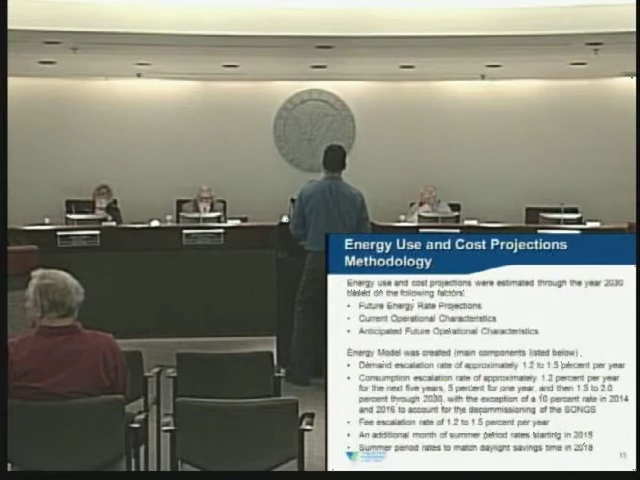 Energy Use and Cost Projections
Methodology
Energy use and cost projections were estimated through the year 2030
based on the following factors:
• Future Energy Rate Projections
• Current Operational Characteristics
• Anticipated Future Operational Characteristics
Energy Model was created (main components listed below)
• Demand escalation rate of approximately 1.2 to 1.5 percent per year
• Consumption escalation rate of approximately 1.2 percent per year
for the next five years, 5 percent for one year, and then 1.5 to 2.0
percent through 2030, with the exception of a 10 percent rate in 2014
and 2016 to account for the decommissioning of the SONGS
• Fee escalation rate of 1.2 to 1.5 percent per year
• An additional month of summer period rates starting in 2015
• Summer period rates to match daylight savings time in 2018